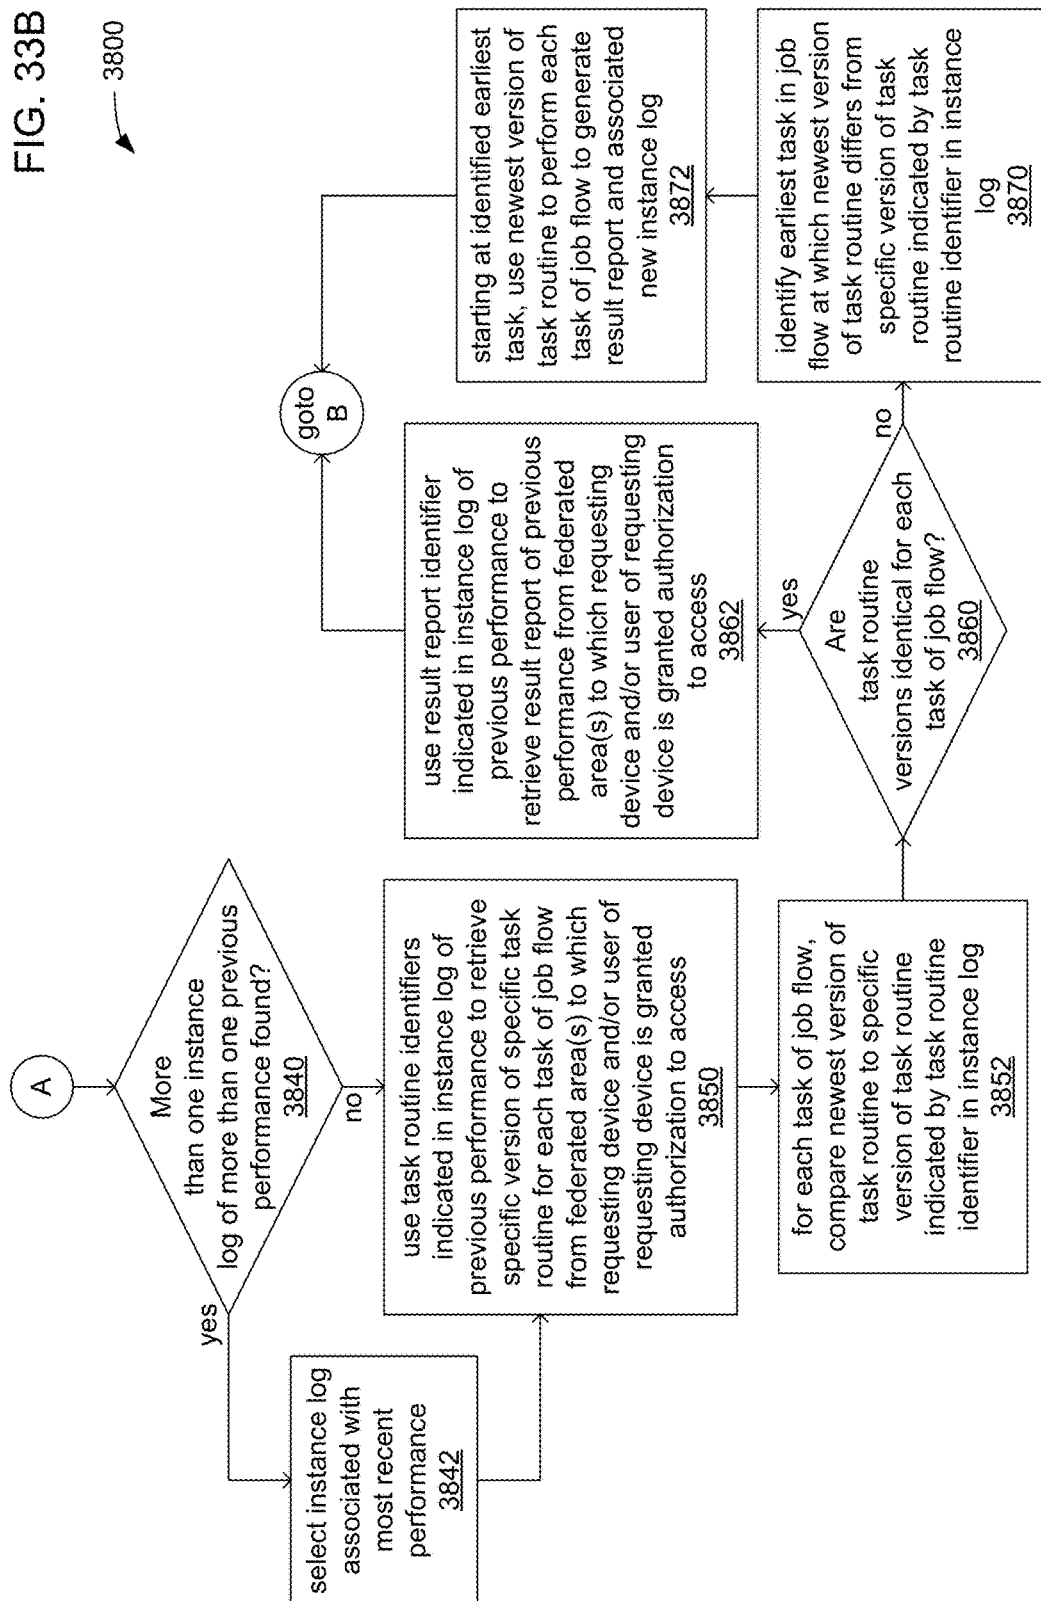 FIG. 33B
3800
A
More
than one instance
log of more than one previous
performance found?
3840
yes
no
select instance log
associated with
most recent
performance
3842
use task routine identifiers
indicated in instance log of
previous performance to retrieve
specific version of specific task
routine for each task of job flow
from federated area(s) to which
requesting device and/or user of
requesting device is granted
authorization to access
3850
for each task of job flow,
compare newest version of
task routine to specific
version of task routine
indicated by task routine
identifier in instance log
3852
Are
task routine
versions identical for each
task of job flow?
3860
yes
no
use result report identifier
indicated in instance log of
previous performance to
retrieve result report of previous
performance from federated
area(s) to which requesting
device and/or user of requesting
device is granted authorization
to access
3862
identify earliest task in job
flow at which newest version
of task routine differs from
specific version of task
routine indicated by task
routine identifier in instance
log
3870
starting at identified earliest
task, use newest version of
task routine to perform each
task of job flow to generate
result report and associated
new instance log
3872
goto
B